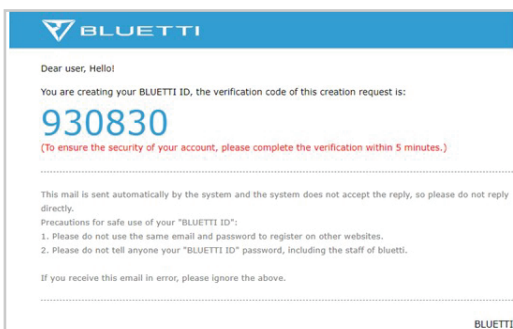 BLUETTI
Dear user, Hello!
You are creating your BLUETTI ID, the verification code of this creation request is:
930830
(To ensure the security of your account, please complete the verification within 5 minutes.)
This mail is sent automatically by the system and the system does not accept the reply, so please do not reply
directly.
Precautions for safe use of your "BLUETTI ID":
1. Please do not use the same email and password to register on other websites.
2. Please do not tell anyone your "BLUETTI ID" password, including the staff of bluetti.
If you receive this email in error, please ignore the above.
BLUETTI